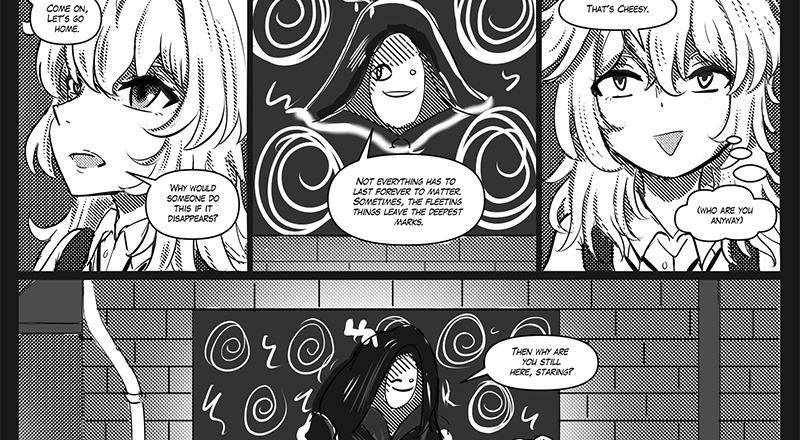 Come on,
let's go
home.
Why would
someone do
this if it
disappears?
Not everything has to
last forever to matter.
Sometimes, the fleeting
things leave the deepest
marks.
That's Cheesy.
(who are you
anyway)
Then why are
you still
here, staring?